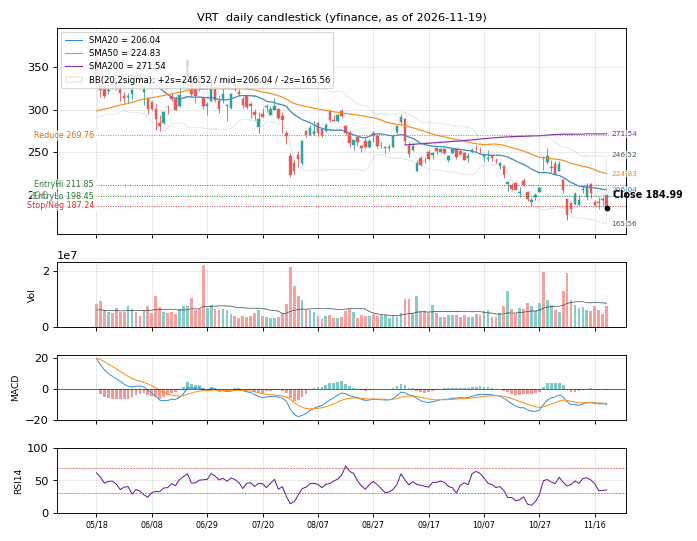 VRT daily candlestick (yfinance, as of 2026-11-19)
SMA20 = 206.04
SMA50 = 224.83
SMA200 = 271.54
BB(20,2sigma): +2s=246.52 / mid=206.04 / -2s=165.56
350
300
250
Reduce 269.76
EntryHi 211.85
EntryLo 198.45
Stop/Neg 187.24
271.54
246.52
224.83
206.04
Close 184.99
165.56
1e7
Vol
2
0
MACD
20
0
−20
RSI14
100
50
0
05/18 06/08 06/29 07/20 08/07 08/27 09/17 10/07 10/27 11/16